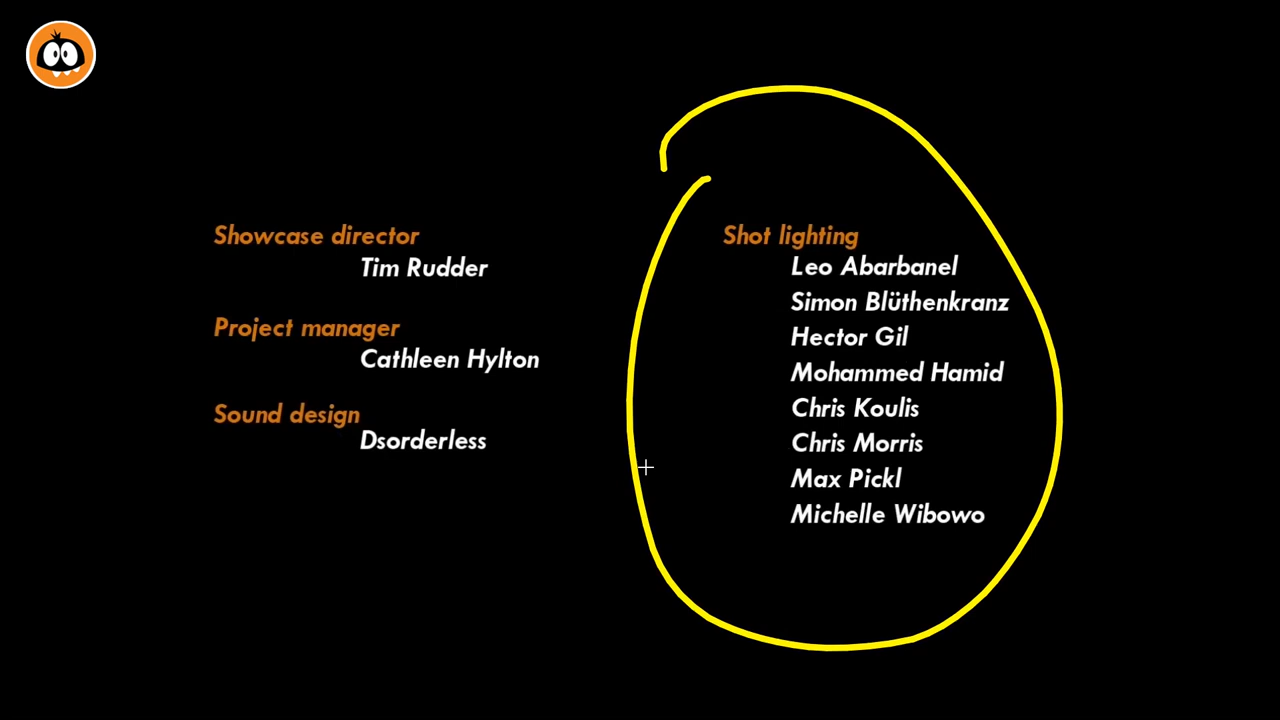 Showcase director
Tim Rudder
Project manager
Cathleen Hylton
Sound design
Dsorderless
Shot lighting
Leo Abarbanel
Simon Blüthenkranz
Hector Gil
Mohammed Hamid
Chris Koulis
Chris Morris
Max Pickl
Michelle Wibowo